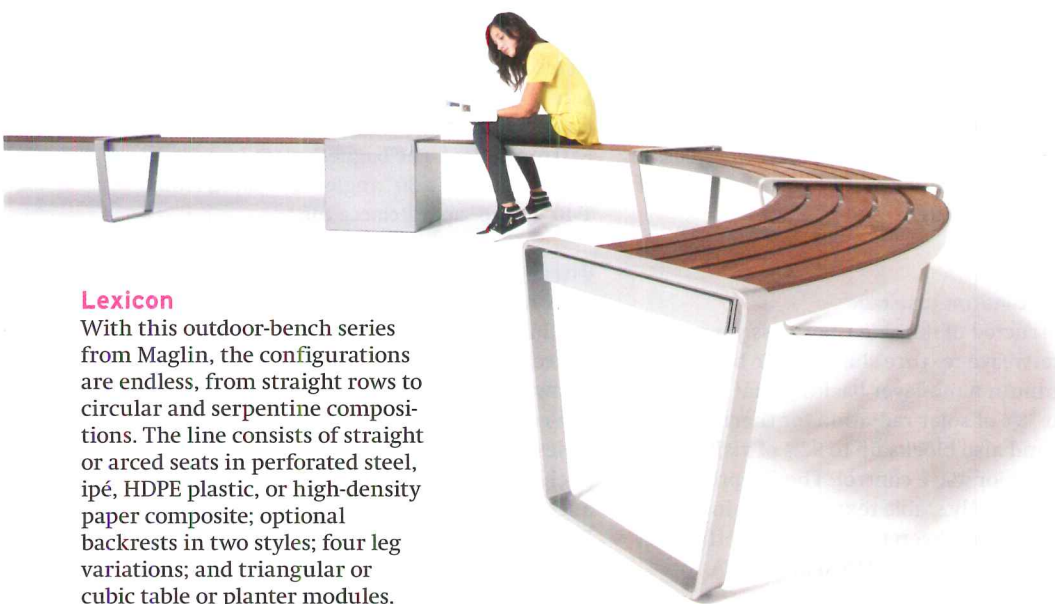 Lexicon
With this outdoor-bench series
from Maglin, the configurations
are endless, from straight rows to
circular and serpentine composi-
tions. The line consists of straight
or arced seats in perforated steel,
ipé, HDPE plastic, or high-density
paper composite; optional
backrests in two styles; four leg
variations; and triangular or
cubic table or planter modules.